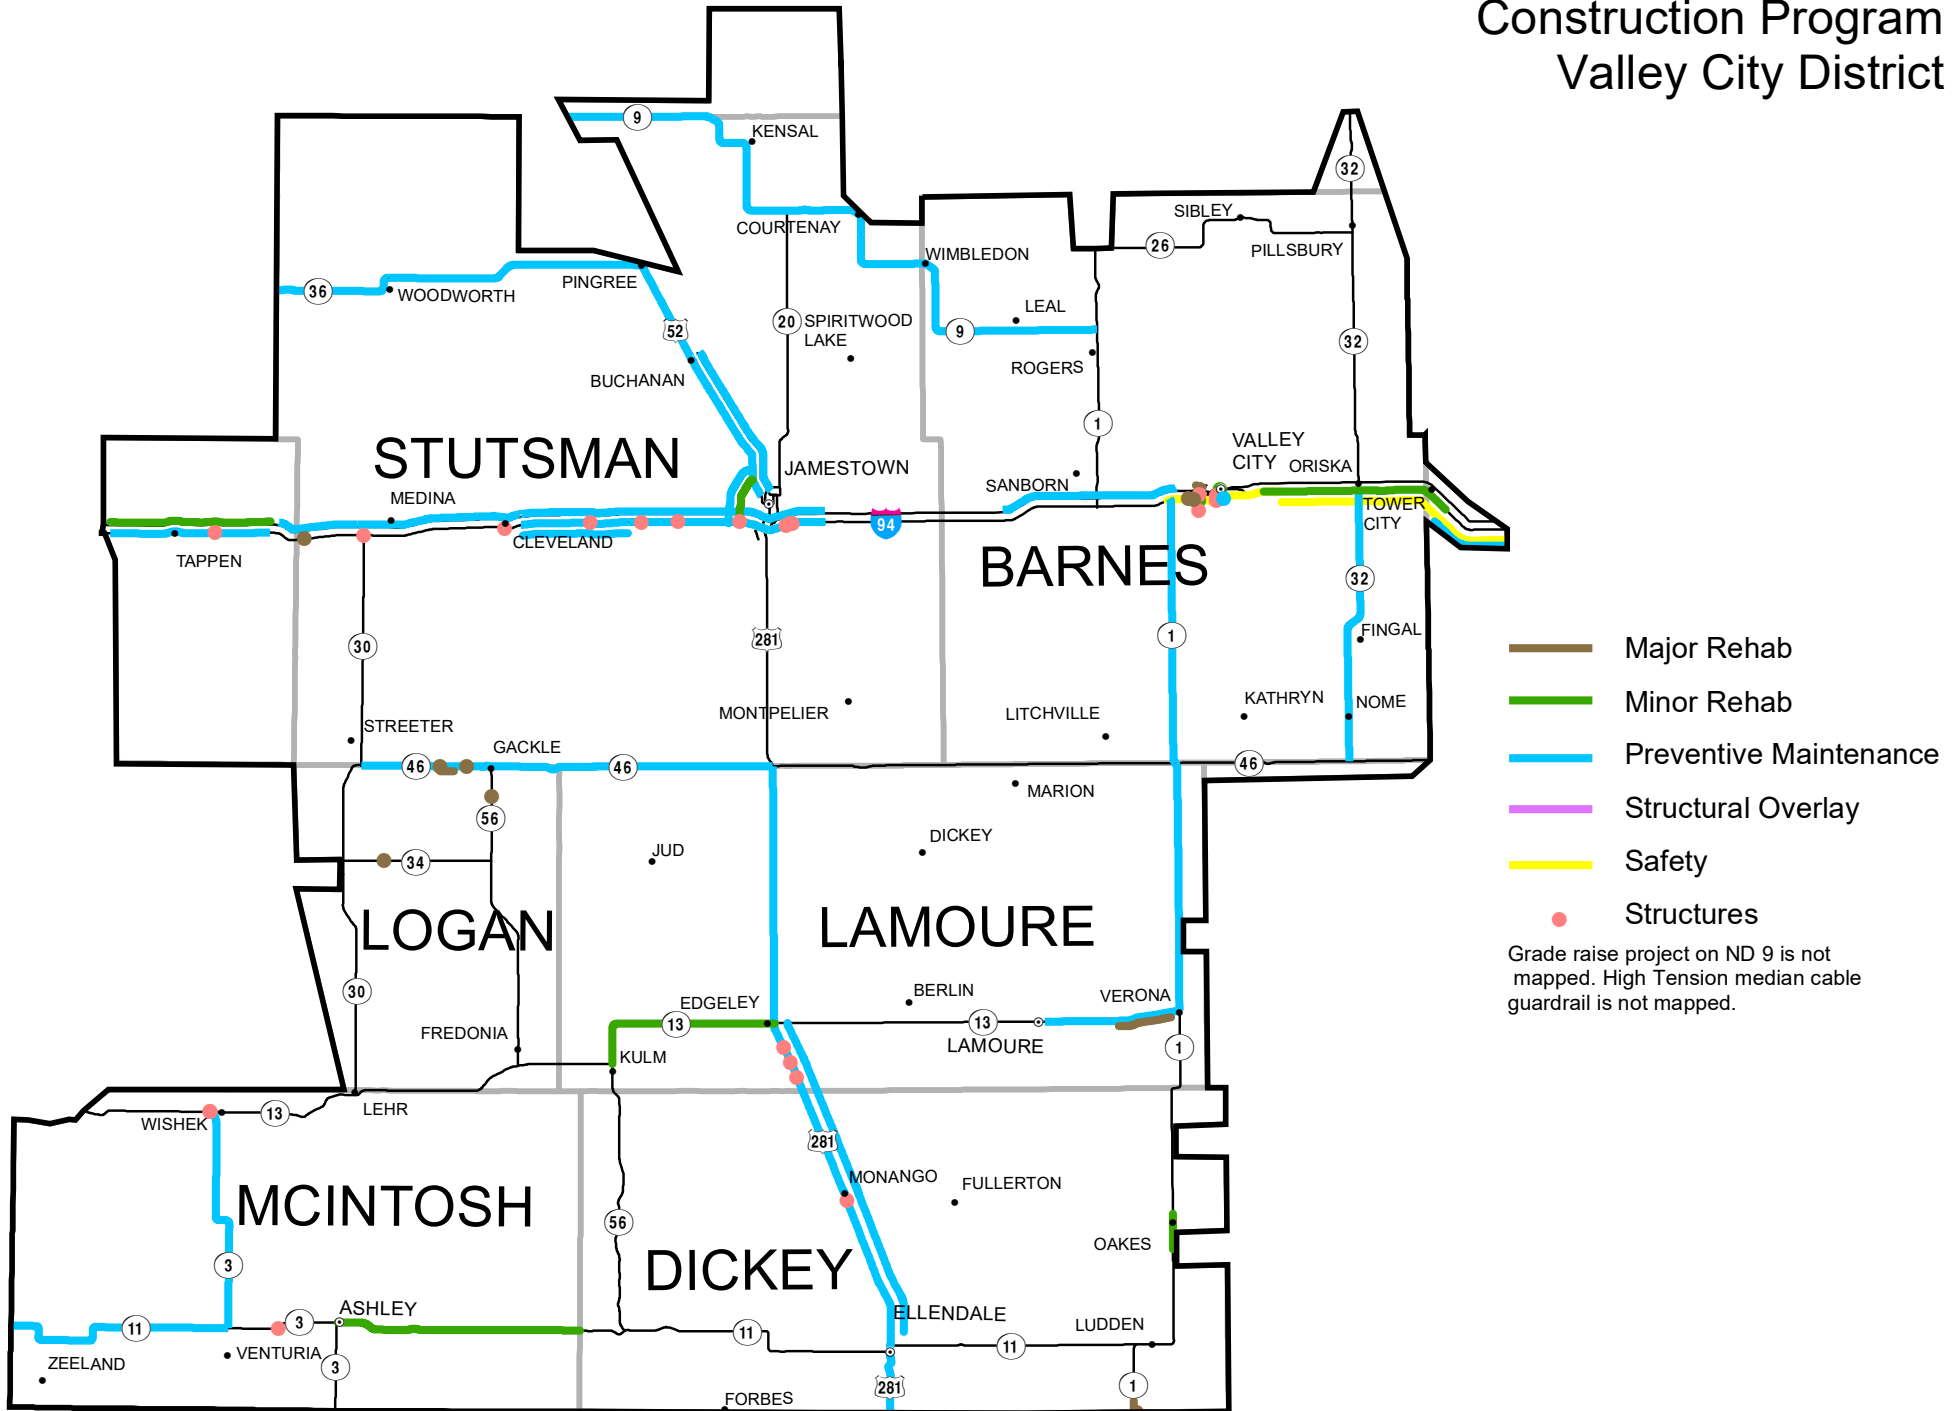 Construction Program
Valley City District
9
KENSAL
32
SIBLEY
26
PILLSBURY
COURTENAY
WIMBLEDON
PINGREE
36
WOODWORTH
52
20
SPIRITWOOD
LAKE
LEAL
9
32
ROGERS
BUCHANAN
1
STUTSMAN
JAMESTOWN
VALLEY
CITY
ORISKA
MEDINA
SANBORN
TOWER
CITY
94
CLEVELAND
TAPPEN
BARNES
32
30
281
1
FINGAL
Major Rehab
Minor Rehab
Preventive Maintenance
Structural Overlay
Safety
Structures
Grade raise project on ND 9 is not
mapped. High Tension median cable
guardrail is not mapped.
STREETER
MONTPELIER
LITCHVILLE
KATHRYN
NOME
GACKLE
46
46
46
MARION
56
JUD
DICKEY
34
LOGAN
LAMOURE
30
EDGELEY
BERLIN
VERONA
13
13
FREDONIA
KULM
LAMOURE
1
LEHR
WISHEK
13
281
MONANGO
FULLERTON
MCINTOSH
56
OAKES
3
DICKEY
ASHLEY
ELLENDALE
11
3
11
11
LUDDEN
ZEELAND
VENTURIA
3
281
1
FORBES